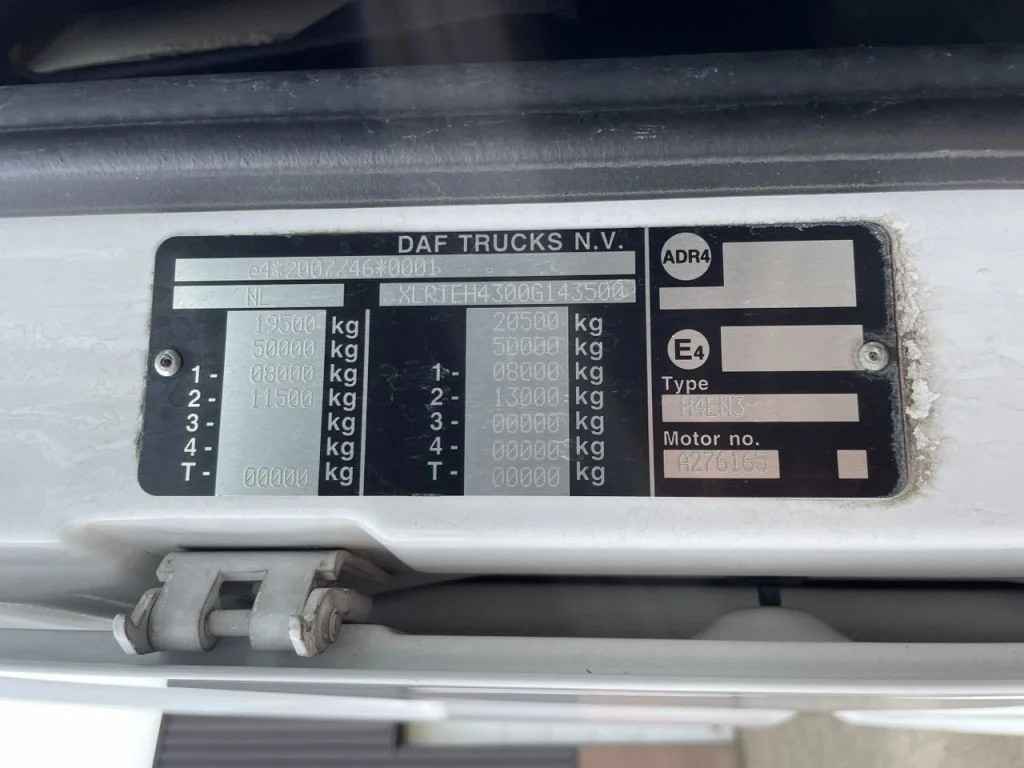 DAF TRUCKS N.V.
e4*2007/46*0001
NL XLRTEH4300G143500
19500 kg 20500 kg
50000 kg 50000 kg
1- 08000 kg 1- 08000 kg
2- 11500 kg 2- 13000 kg
3- kg 3- 00000 kg
4- kg 4- 00000 kg
T- 00000 kg T- 00000 kg
ADR4
E4
Type
H4EN3
Motor no.
A276165